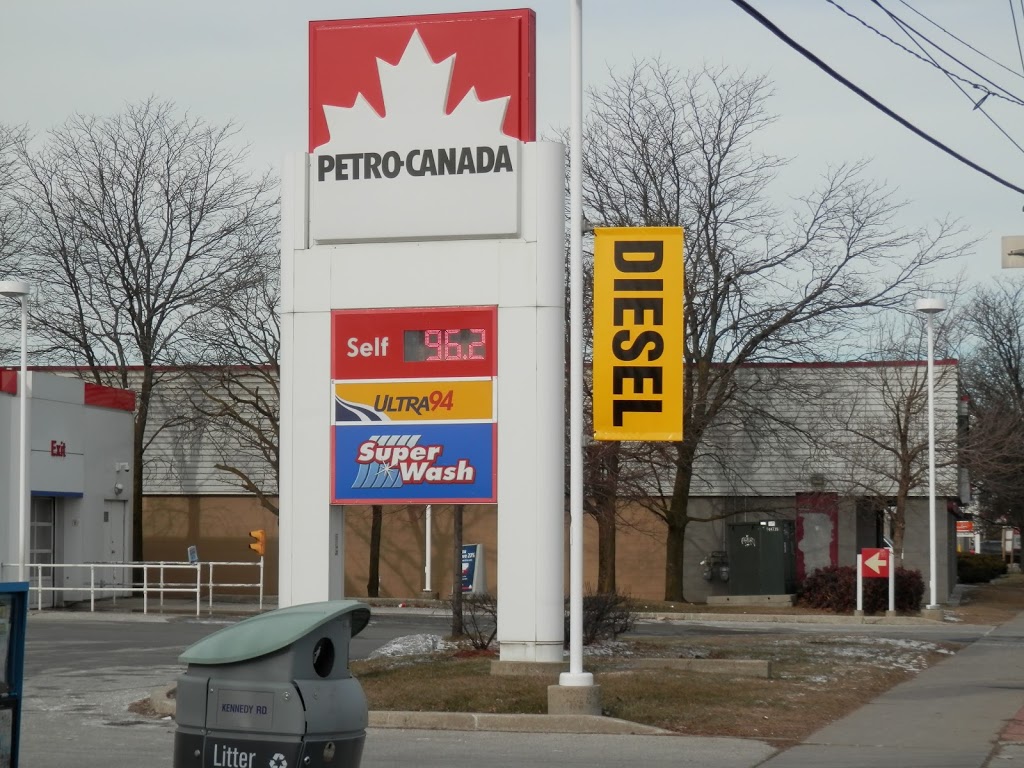 PETRO-CANADA
Self 96.2
ULTRA94
Super
Wash
DIESEL
Exit
KENNEDY RD
Litter